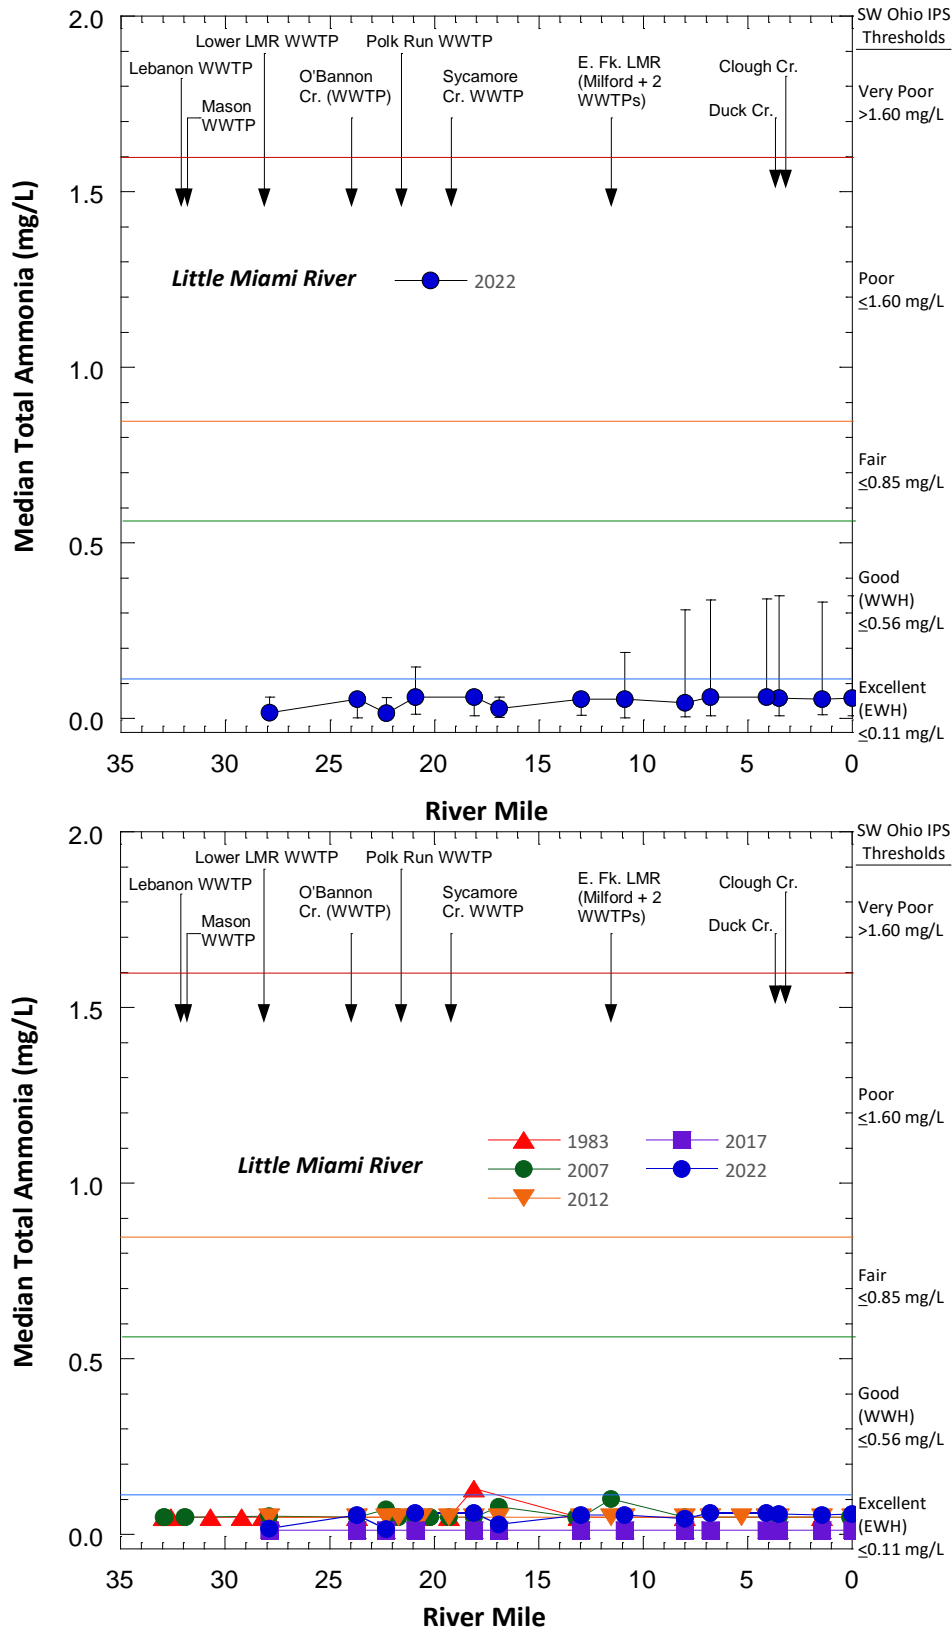 SW Ohio IPS
Thresholds
2.0
Lower LMR WWTP
Polk Run WWTP
Lebanon WWTP
O'Bannon
Cr. (WWTP)
Sycamore
Cr. WWTP
E. Fk. LMR
(Milford + 2
WWTPs)
Clough Cr.
Mason
WWTP
Duck Cr.
Very Poor
>1.60 mg/L
1.5
Little Miami River
2022
Poor
≤1.60 mg/L
1.0
Median Total Ammonia (mg/L)
Fair
≤0.85 mg/L
0.5
Good
(WWH)
≤0.56 mg/L
Excellent
(EWH)
≤0.11 mg/L
0.0
35 30 25 20 15 10 5 0
River Mile
SW Ohio IPS
Thresholds
2.0
Lower LMR WWTP
Polk Run WWTP
Lebanon WWTP
O'Bannon
Cr. (WWTP)
Sycamore
Cr. WWTP
E. Fk. LMR
(Milford + 2
WWTPs)
Clough Cr.
Mason
WWTP
Duck Cr.
Very Poor
>1.60 mg/L
1.5
Poor
≤1.60 mg/L
Little Miami River
1983
2007
2012
2017
2022
1.0
Median Total Ammonia (mg/L)
Fair
≤0.85 mg/L
0.5
Good
(WWH)
≤0.56 mg/L
Excellent
(EWH)
≤0.11 mg/L
0.0
35 30 25 20 15 10 5 0
River Mile